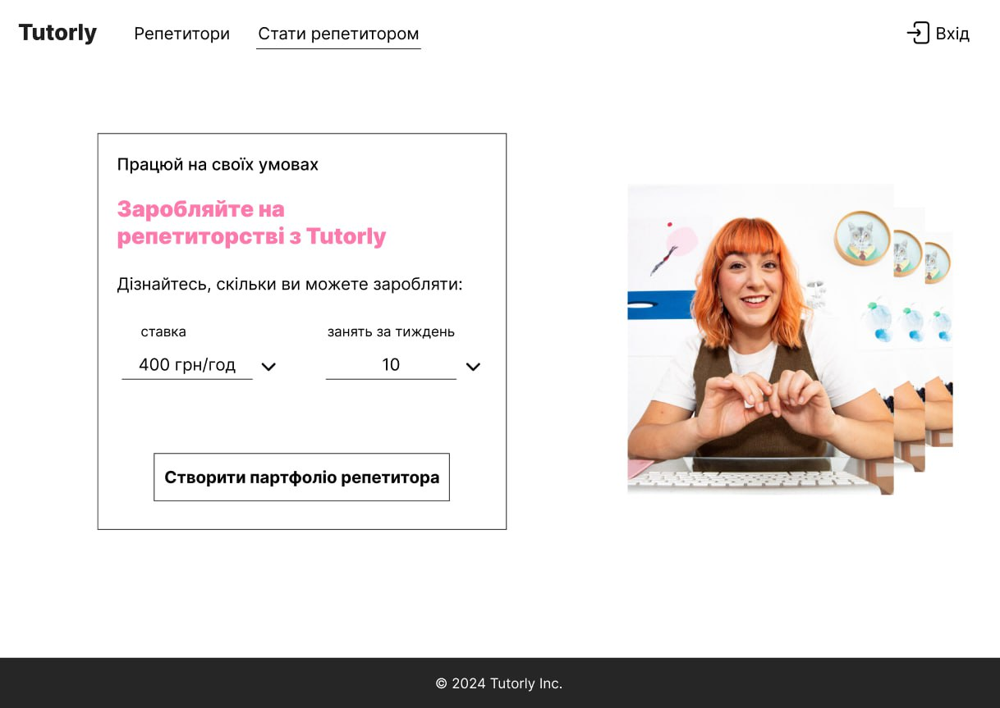 Tutorly
Репетитори
Стати репетитором
Вхід
Працюй на своїх умовах
Заробляйте на
репетиторстві з Tutorly
Дізнайтесь, скільки ви можете заробляти:
ставка
занять за тиждень
400 грн/год
10
Створити партфоліо репетитора
© 2024 Tutorly Inc.